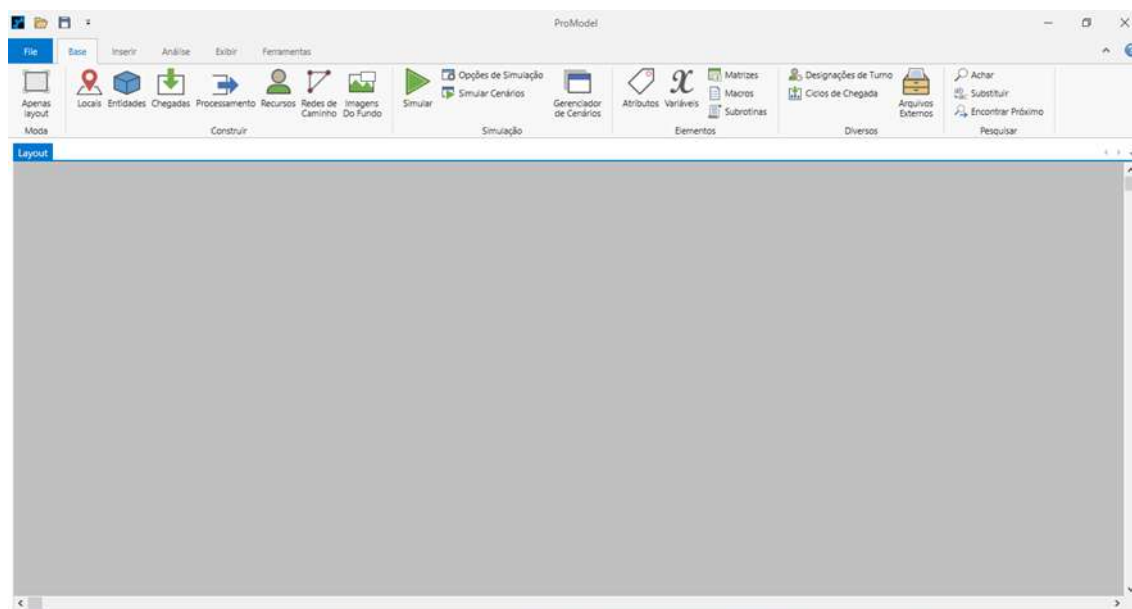 ProModel
File Base Inserir Análise Exibir Ferramentas
Apenas layout
Moda
Locais Entidades Chegadas Processamento Recursos Redes de Caminho Imagens Do Fundo
Construir
Simular
Opções de Simulação
Simular Cenários
Gerenciador de Cenários
Simulação
Atributos Variáveis
Matrizes
Macros
Subrotinas
Elementos
Designações de Turno
Ciclos de Chegada
Arquivos Externos
Diversos
Achar
Substituir
Encontrar Próximo
Pesquisar
Layout